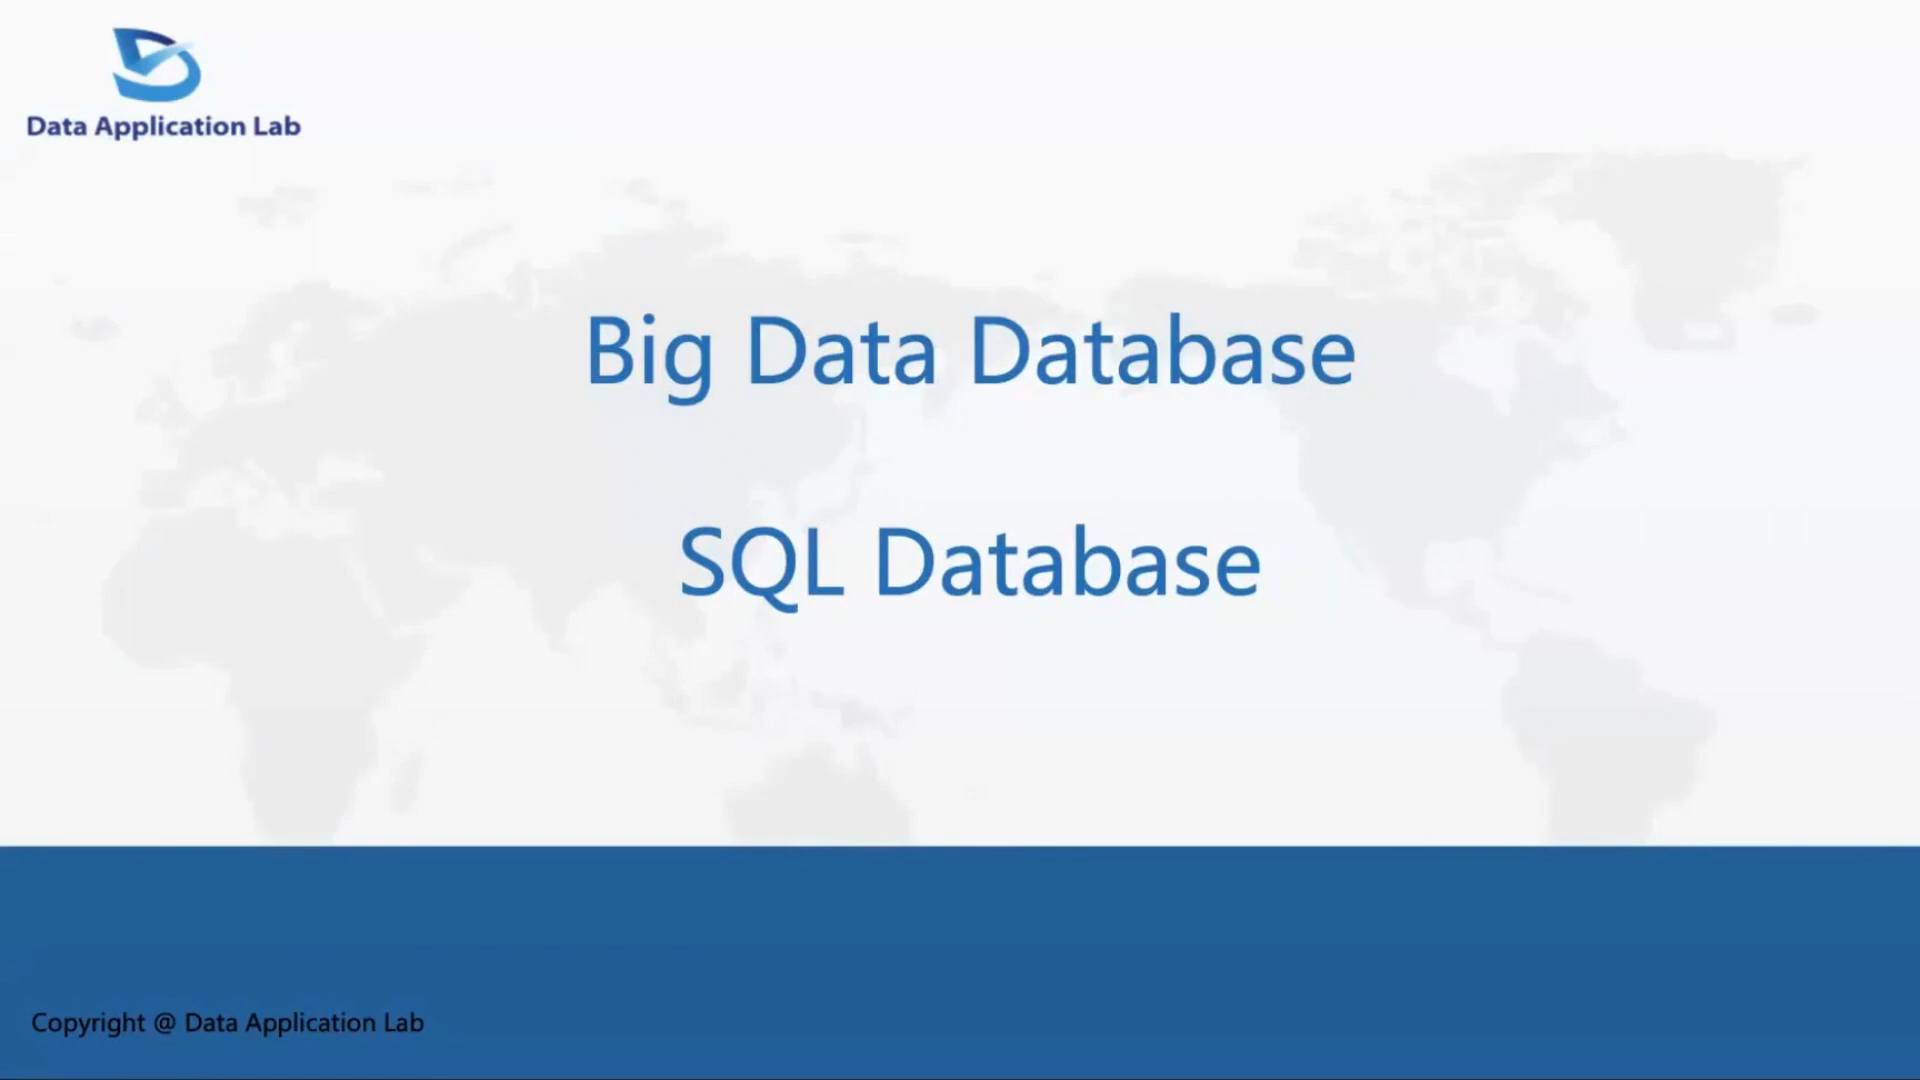 Data Application Lab
Big Data Database
SQL Database
Copyright @ Data Application Lab